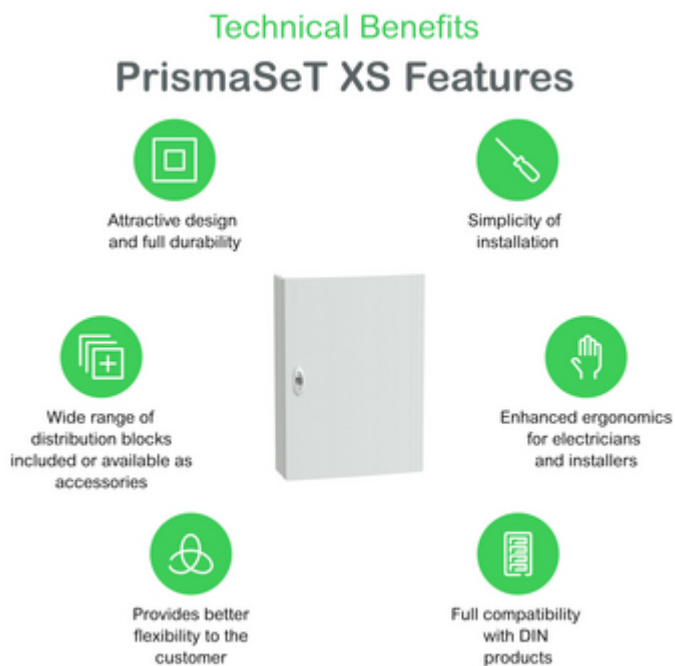 Technical Benefits
PrismaSeT XS Features
Attractive design
and full durability
Simplicity of
installation
Wide range of
distribution blocks
included or available as
accessories
Enhanced ergonomics
for electricians
and installers
Provides better
flexibility to the
customer
Full compatibility
with DIN
products